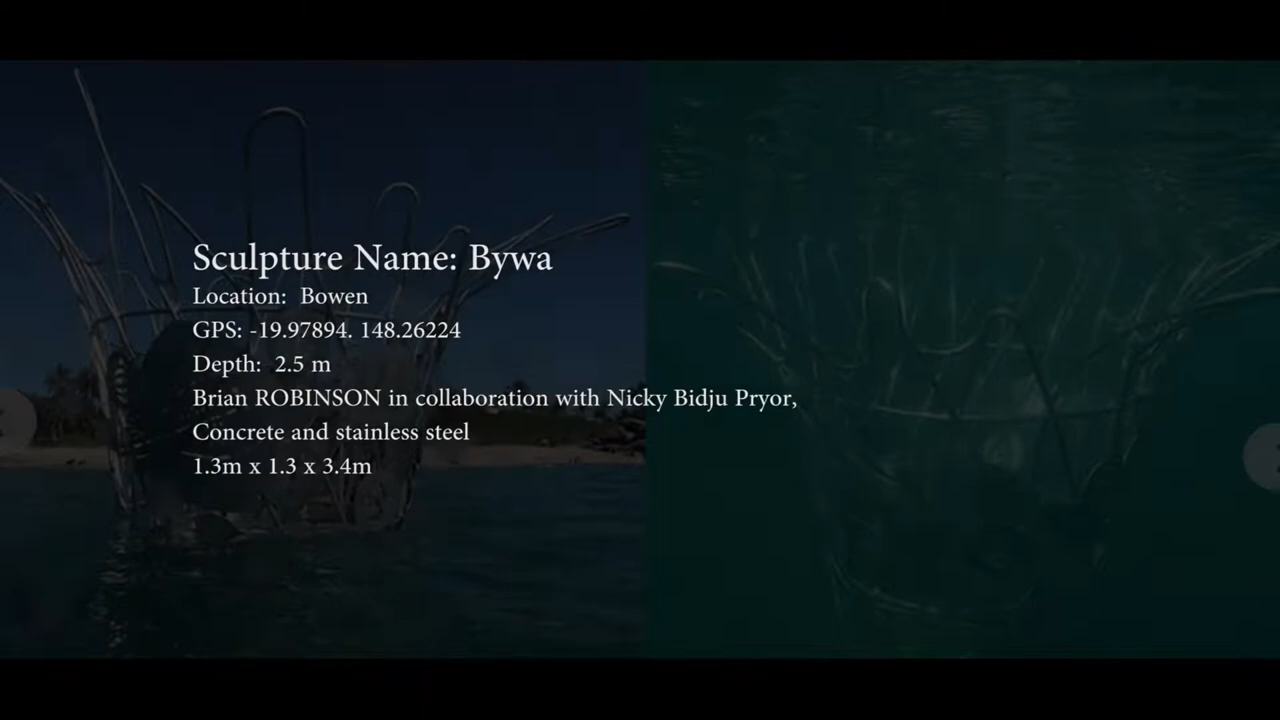 Sculpture Name: Bywa
Location: Bowen
GPS: -19.97894. 148.26224
Depth: 2.5 m
Brian ROBINSON in collaboration with Nicky Bidju Pryor,
Concrete and stainless steel
1.3m x 1.3 x 3.4m